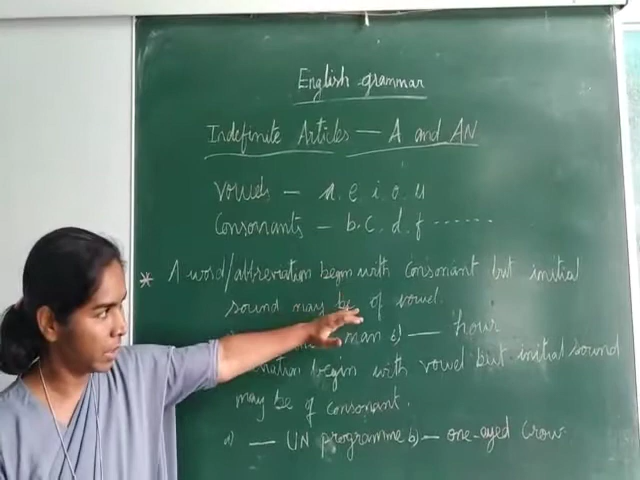 English grammar
Indefinite Articles — A and AN
Vowels — a, e, i, o, u
Consonants — b, c, d, f ......
* A word/abbreviation begin with consonant but initial
sound may be of vowel.
man c) — hour
begin with vowel but initial sound
may be of consonant.
a) — UN programme b) — one-eyed Crow.